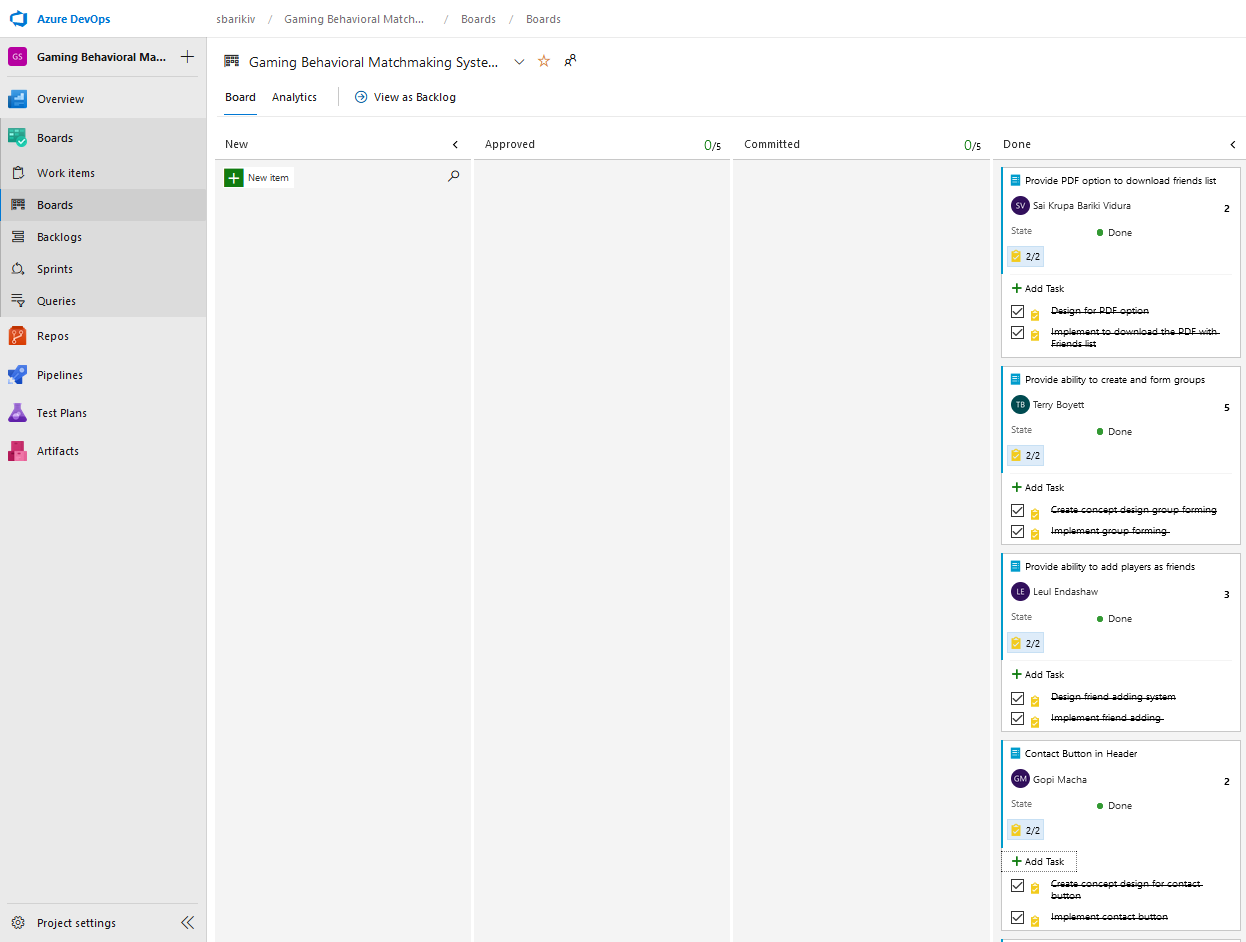 Azure DevOps
sbarikiv / Gaming Behavioral Match... / Boards / Boards
GS Gaming Behavioral Ma...
Overview
Boards
Work items
Boards
Backlogs
Sprints
Queries
Repos
Pipelines
Test Plans
Artifacts
Project settings
Gaming Behavioral Matchmaking Syste...
Board Analytics View as Backlog
New
New item
Approved 0/5
Committed 0/5
Done
Provide PDF option to download friends list
SV Sai Krupa Bariki Vidura 2
State Done
2/2
Add Task
Design for PDF option
Implement to download the PDF with
Friends list
Provide ability to create and form groups
TB Terry Boyett 5
State Done
2/2
Add Task
Create concept design group forming
Implement group forming
Provide ability to add players as friends
LE Leul Endashaw 3
State Done
2/2
Add Task
Design friend adding system
Implement friend adding
Contact Button in Header
GM Gopi Macha 2
State Done
2/2
Add Task
Create concept design for contact
button
Implement contact button